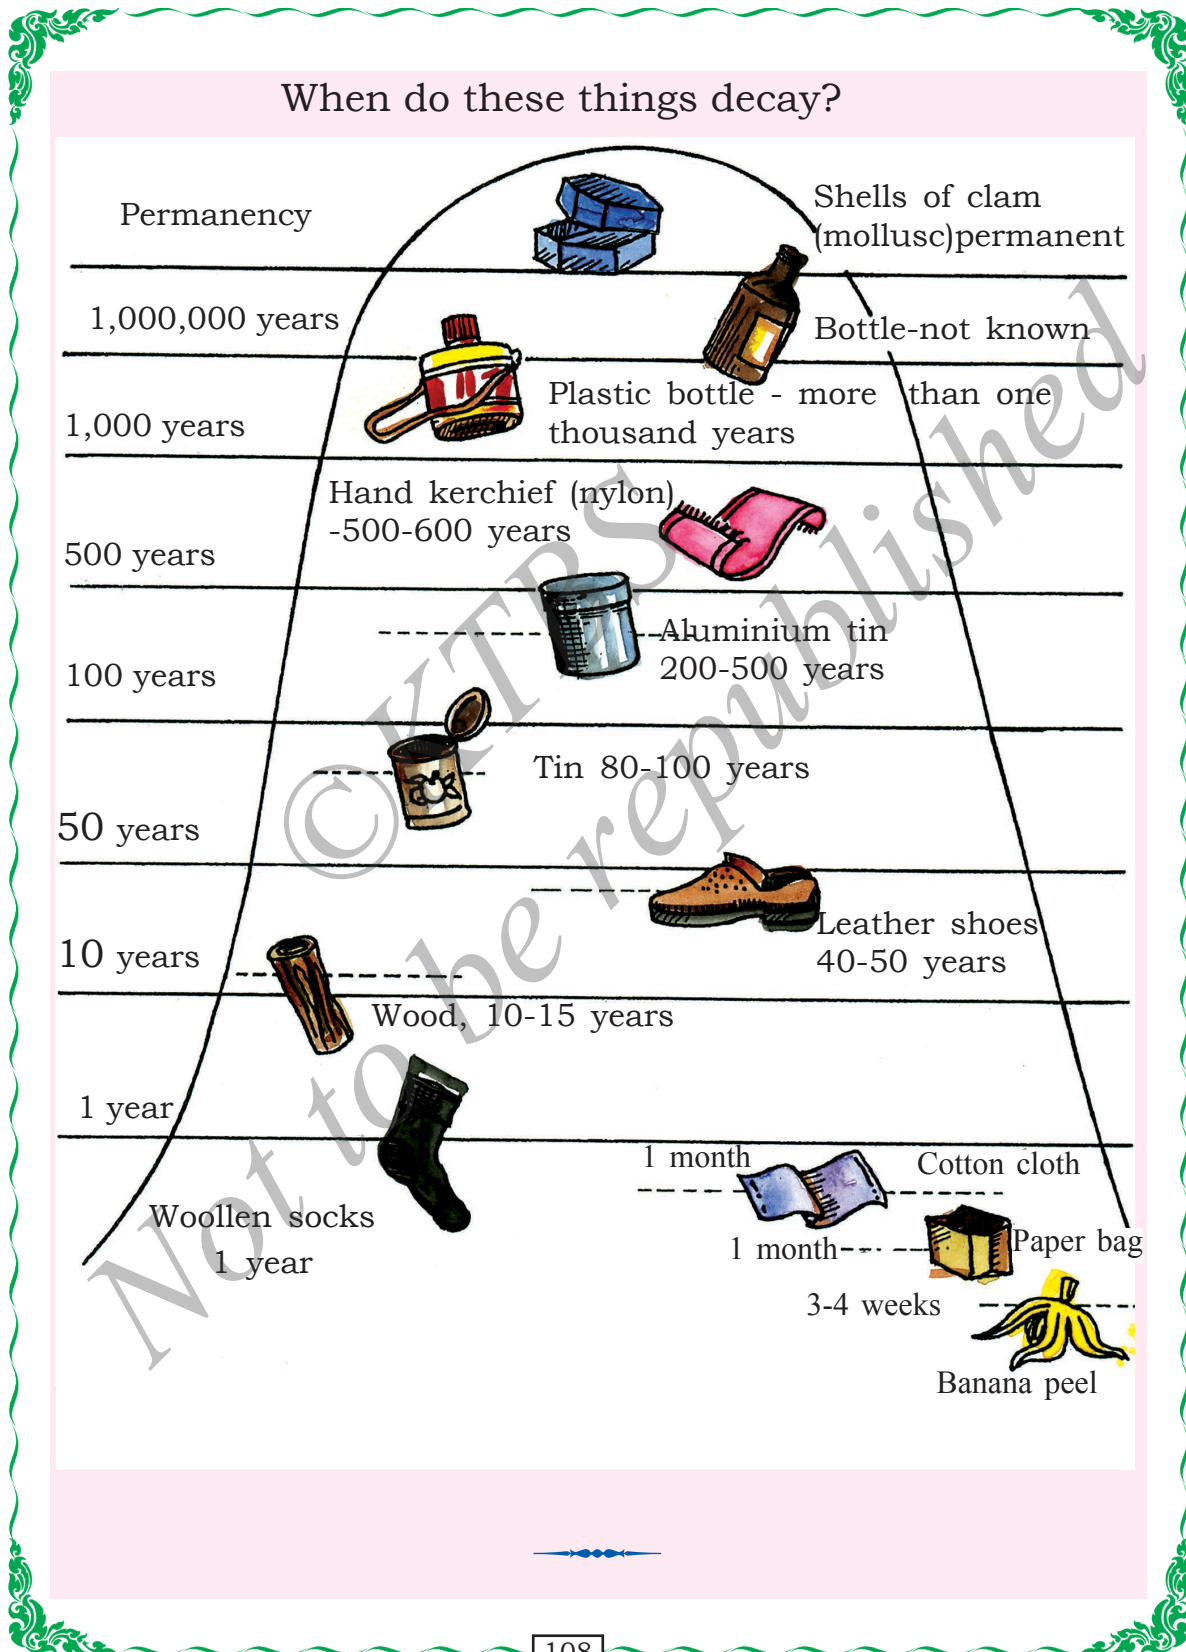 When do these things decay?
Permanency
Shells of clam
(mollusc)permanent
1,000,000 years
Bottle-not known
Plastic bottle - more than one
thousand years
1,000 years
Hand kerchief (nylon)
-500-600 years
500 years
Aluminium tin
200-500 years
100 years
Tin 80-100 years
50 years
Leather shoes
40-50 years
10 years
Wood, 10-15 years
1 year
1 month
Cotton cloth
Woollen socks
1 year
1 month
Paper bag
3-4 weeks
Banana peel
©KTBS
Not to be republished
108